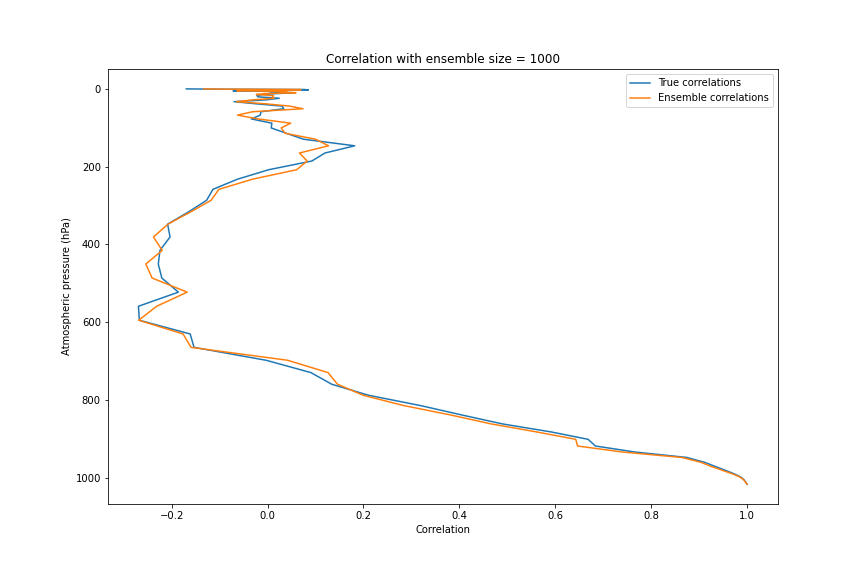 Correlation with ensemble size = 1000
True correlations
Ensemble correlations
0
200
400
600
800
1000
Atmospheric pressure (hPa)
−0.2
0.0
0.2
0.4
0.6
0.8
1.0
Correlation